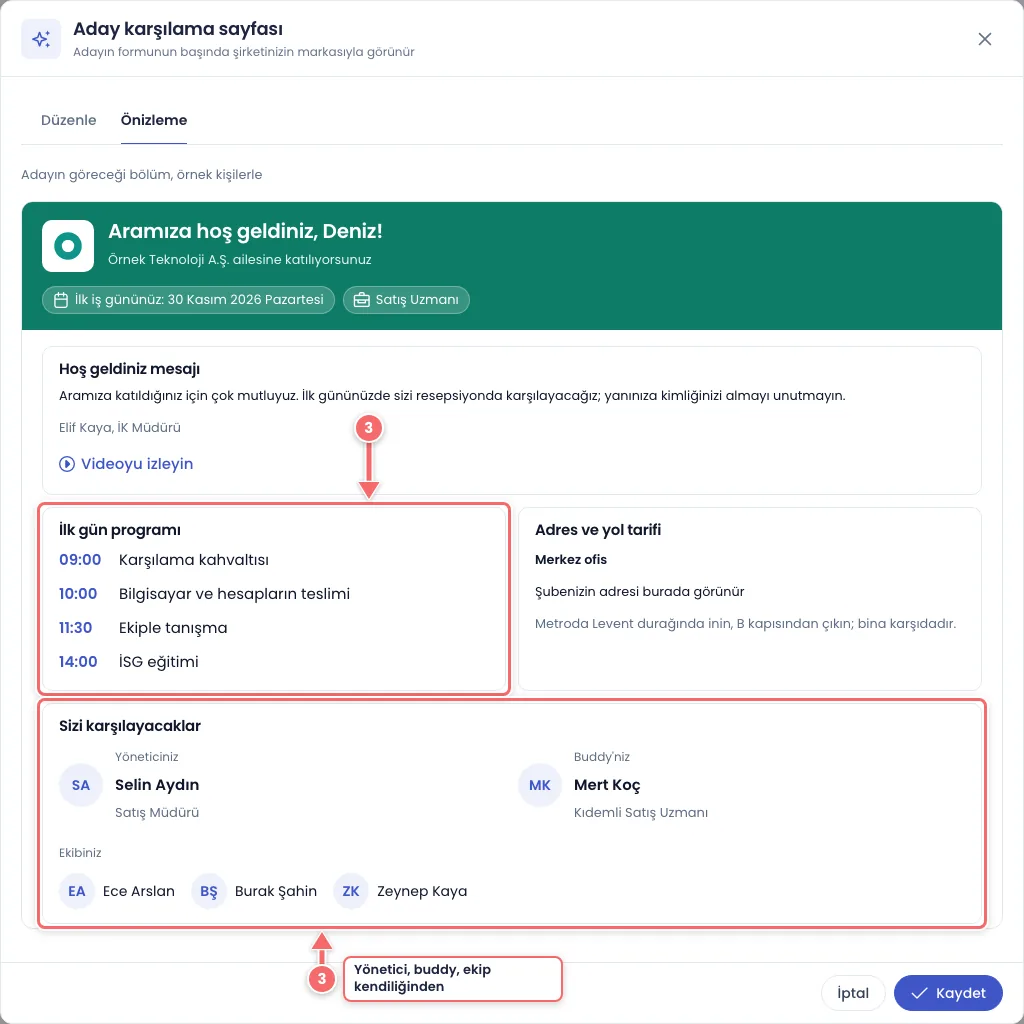 Aday karşılama sayfası
Adayın formunun başında şirketinizin markasıyla görünür
Düzenle
Önizleme
Adayın göreceği bölüm, örnek kişilerle
Aramıza hoş geldiniz, Deniz!
Örnek Teknoloji A.Ş. ailesine katılıyorsunuz
İlk iş gününüz: 30 Kasım 2026 Pazartesi
Satış Uzmanı
Hoş geldiniz mesajı
Aramıza katıldığınız için çok mutluyuz. İlk gününüzde sizi resepsiyonda karşılayacağız; yanınıza kimliğinizi almayı unutmayın.
Elif Kaya, İK Müdürü
3
Videoyu izleyin
İlk gün programı
09:00 Karşılama kahvaltısı
10:00 Bilgisayar ve hesapların teslimi
11:30 Ekiple tanışma
14:00 İSG eğitimi
Adres ve yol tarifi
Merkez ofis
Şubenizin adresi burada görünür
Metroda Levent durağında inin, B kapısından çıkın; bina karşıdadır.
Sizi karşılayacaklar
Yöneticiniz
SA Selin Aydın
Satış Müdürü
Buddy'niz
MK Mert Koç
Kıdemli Satış Uzmanı
Ekibiniz
EA Ece Arslan
BŞ Burak Şahin
ZK Zeynep Kaya
3
Yönetici, buddy, ekip
kendiliğinden
İptal
Kaydet